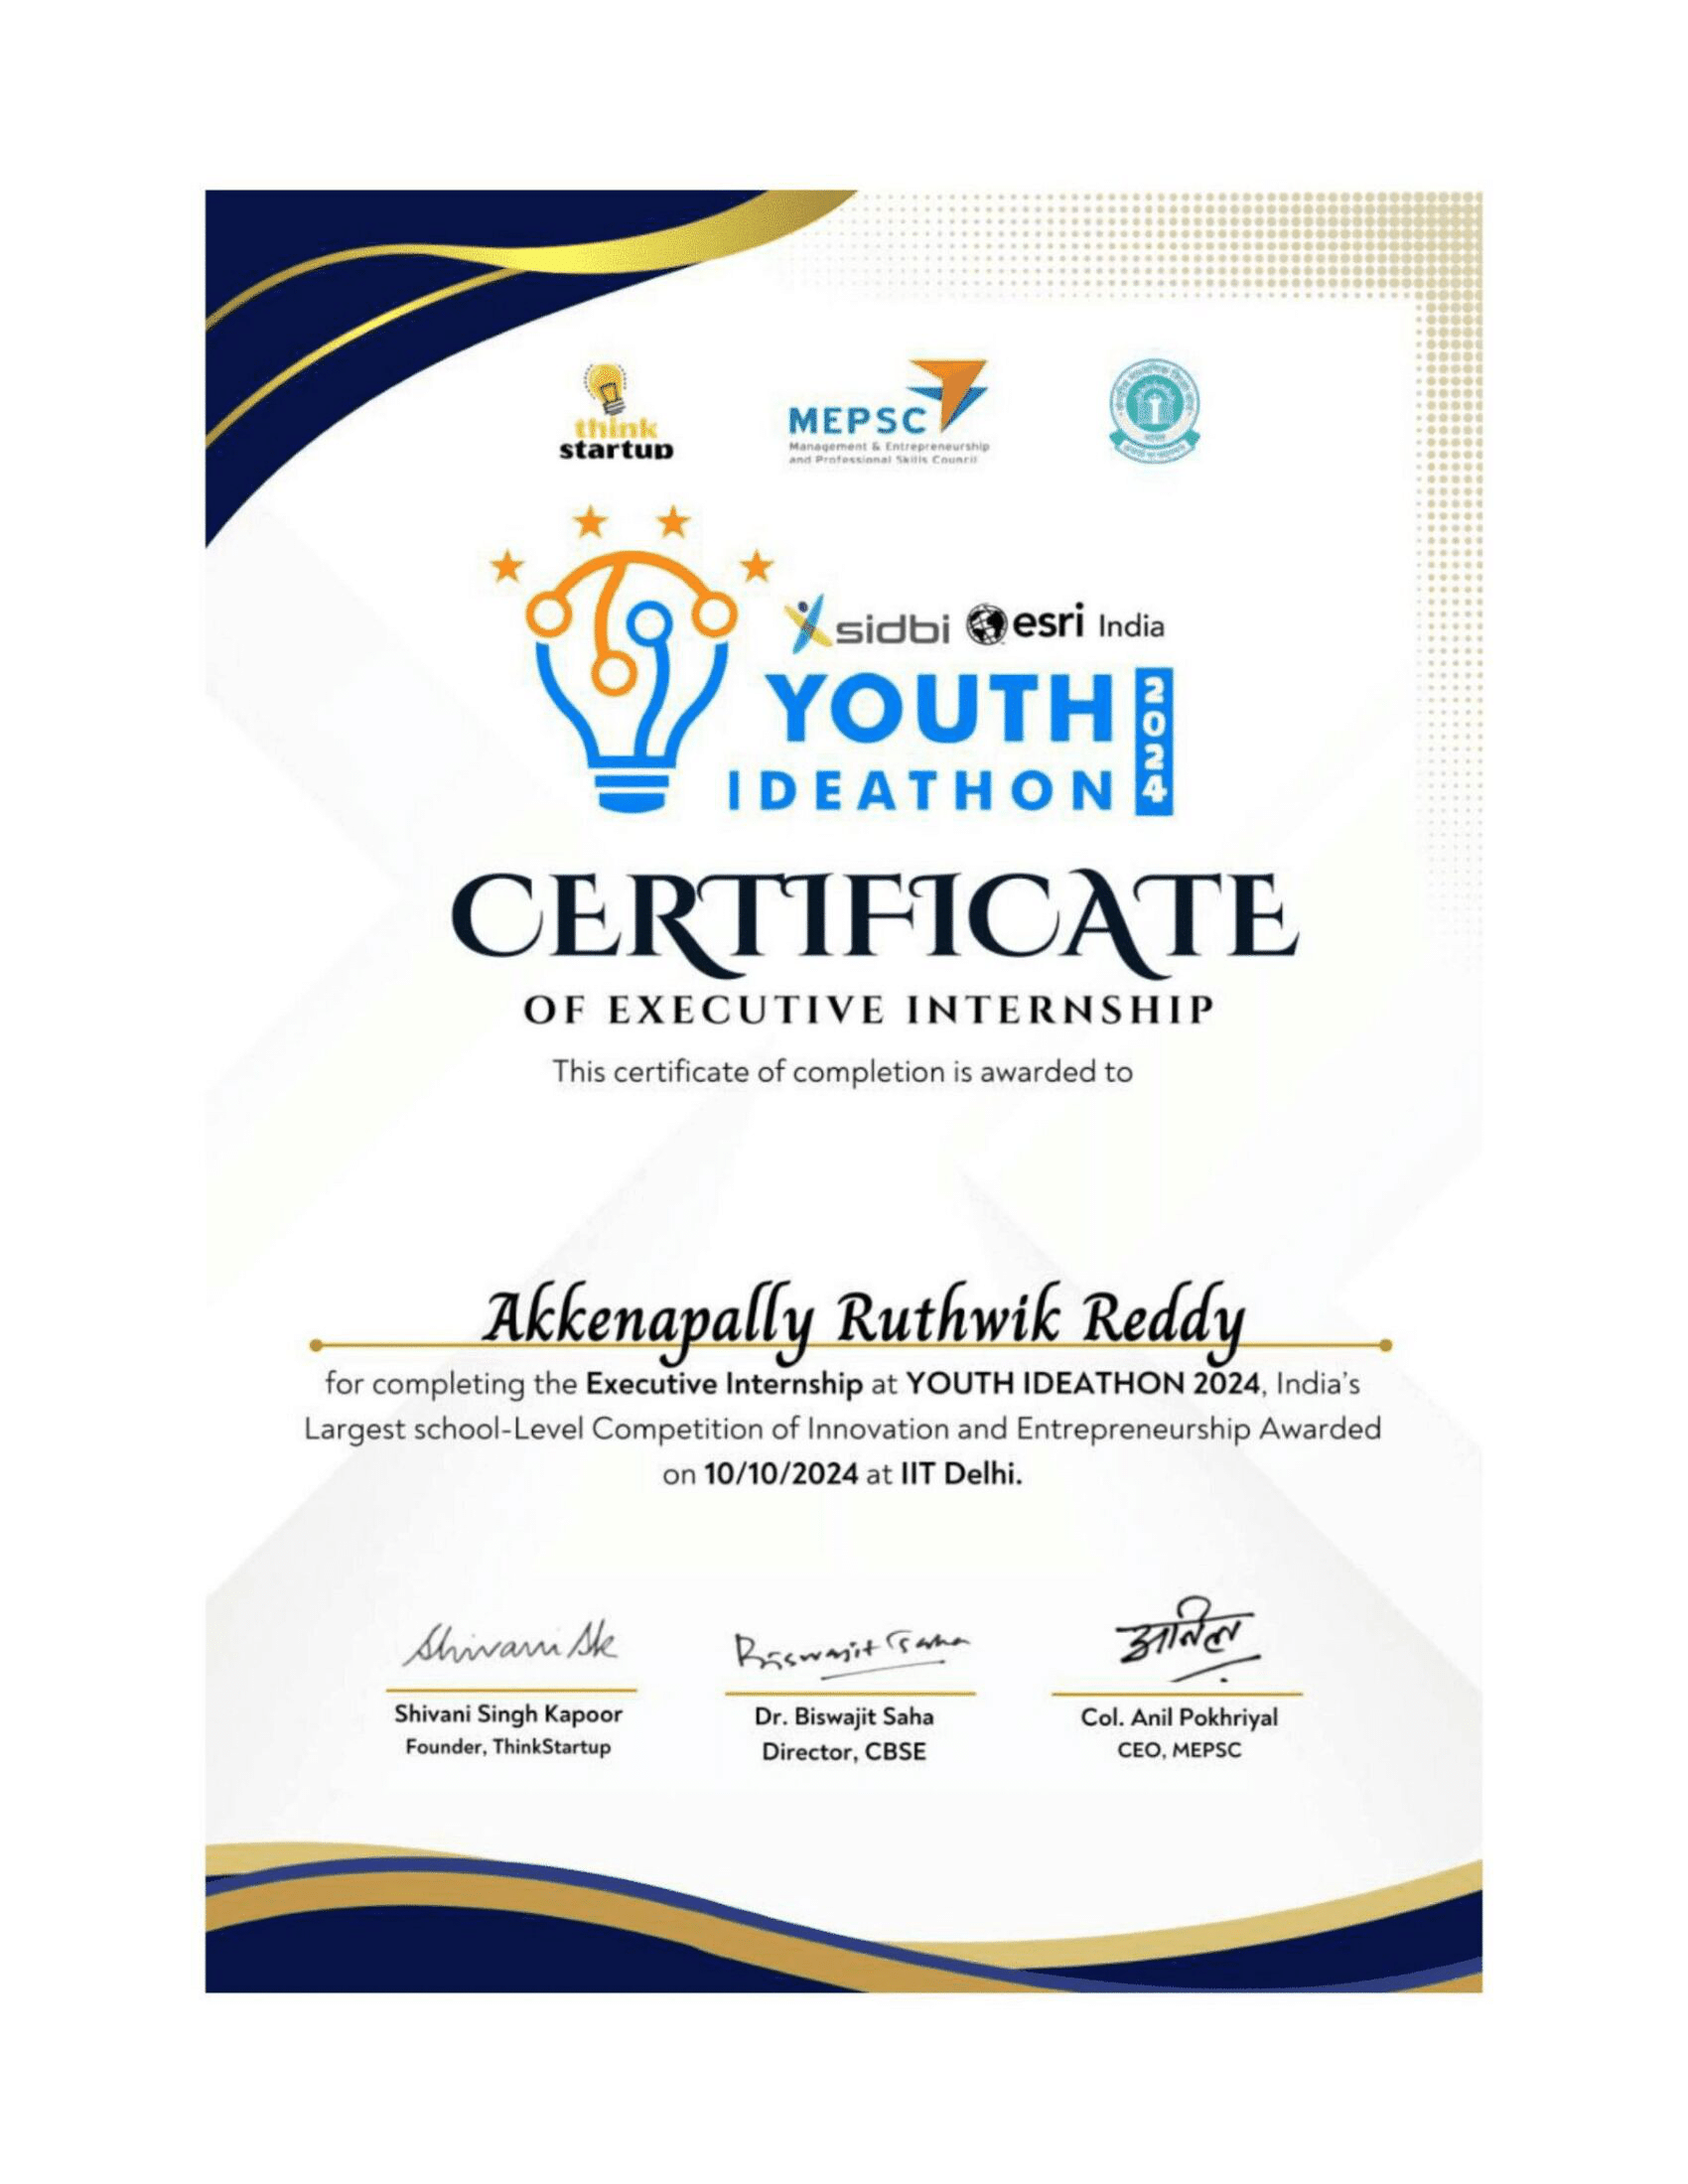 think
startup
MEPSC
Management & Entrepreneurship
and Professional Skills Council
sidbi esri India
YOUTH 2024
IDEATHON
CERTIFICATE
OF EXECUTIVE INTERNSHIP
This certificate of completion is awarded to
Akkenapally Ruthwik Reddy
for completing the Executive Internship at YOUTH IDEATHON 2024, India's
Largest school-Level Competition of Innovation and Entrepreneurship Awarded
on 10/10/2024 at IIT Delhi.
Shivani Sk
Biswajit Saha
अनिल
Shivani Singh Kapoor
Founder, ThinkStartup
Dr. Biswajit Saha
Director, CBSE
Col. Anil Pokhriyal
CEO, MEPSC